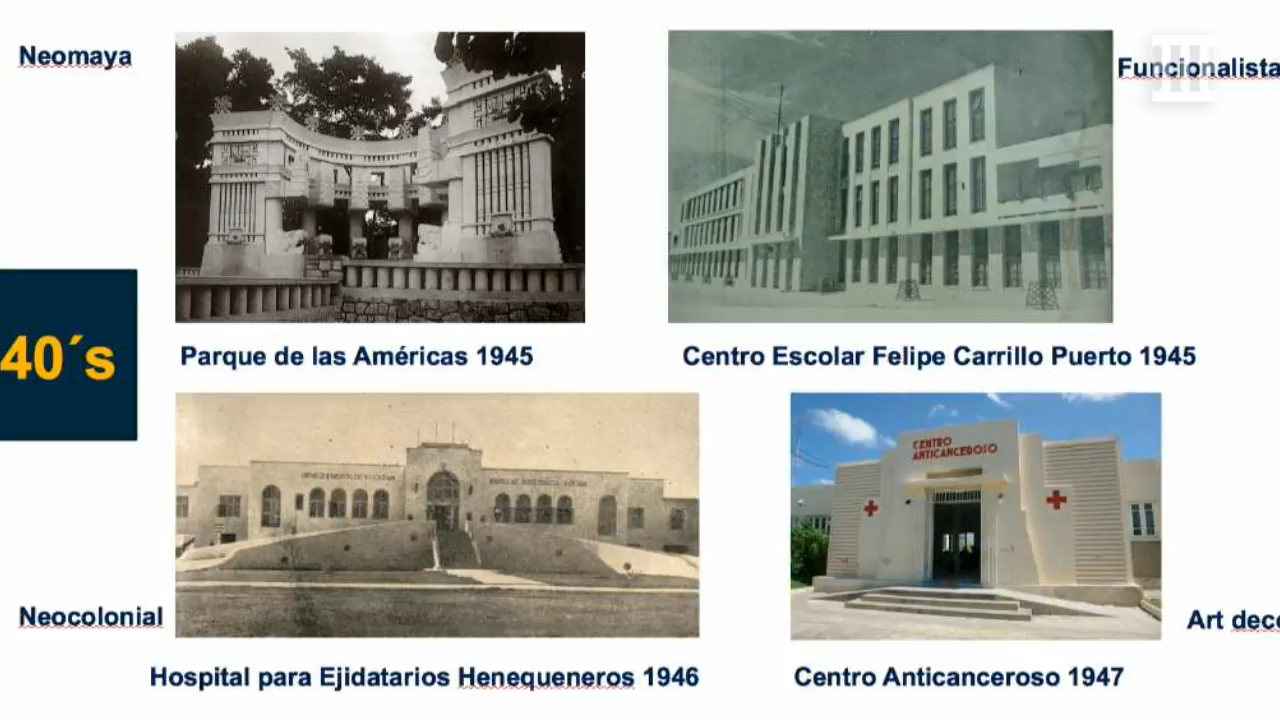 Neomaya
Funcionalista
40´s
Parque de las Américas 1945
Centro Escolar Felipe Carrillo Puerto 1945
CENTRO
ANTICANCEROSO
Neocolonial
Art deco
Hospital para Ejidatarios Henequeneros 1946
Centro Anticanceroso 1947